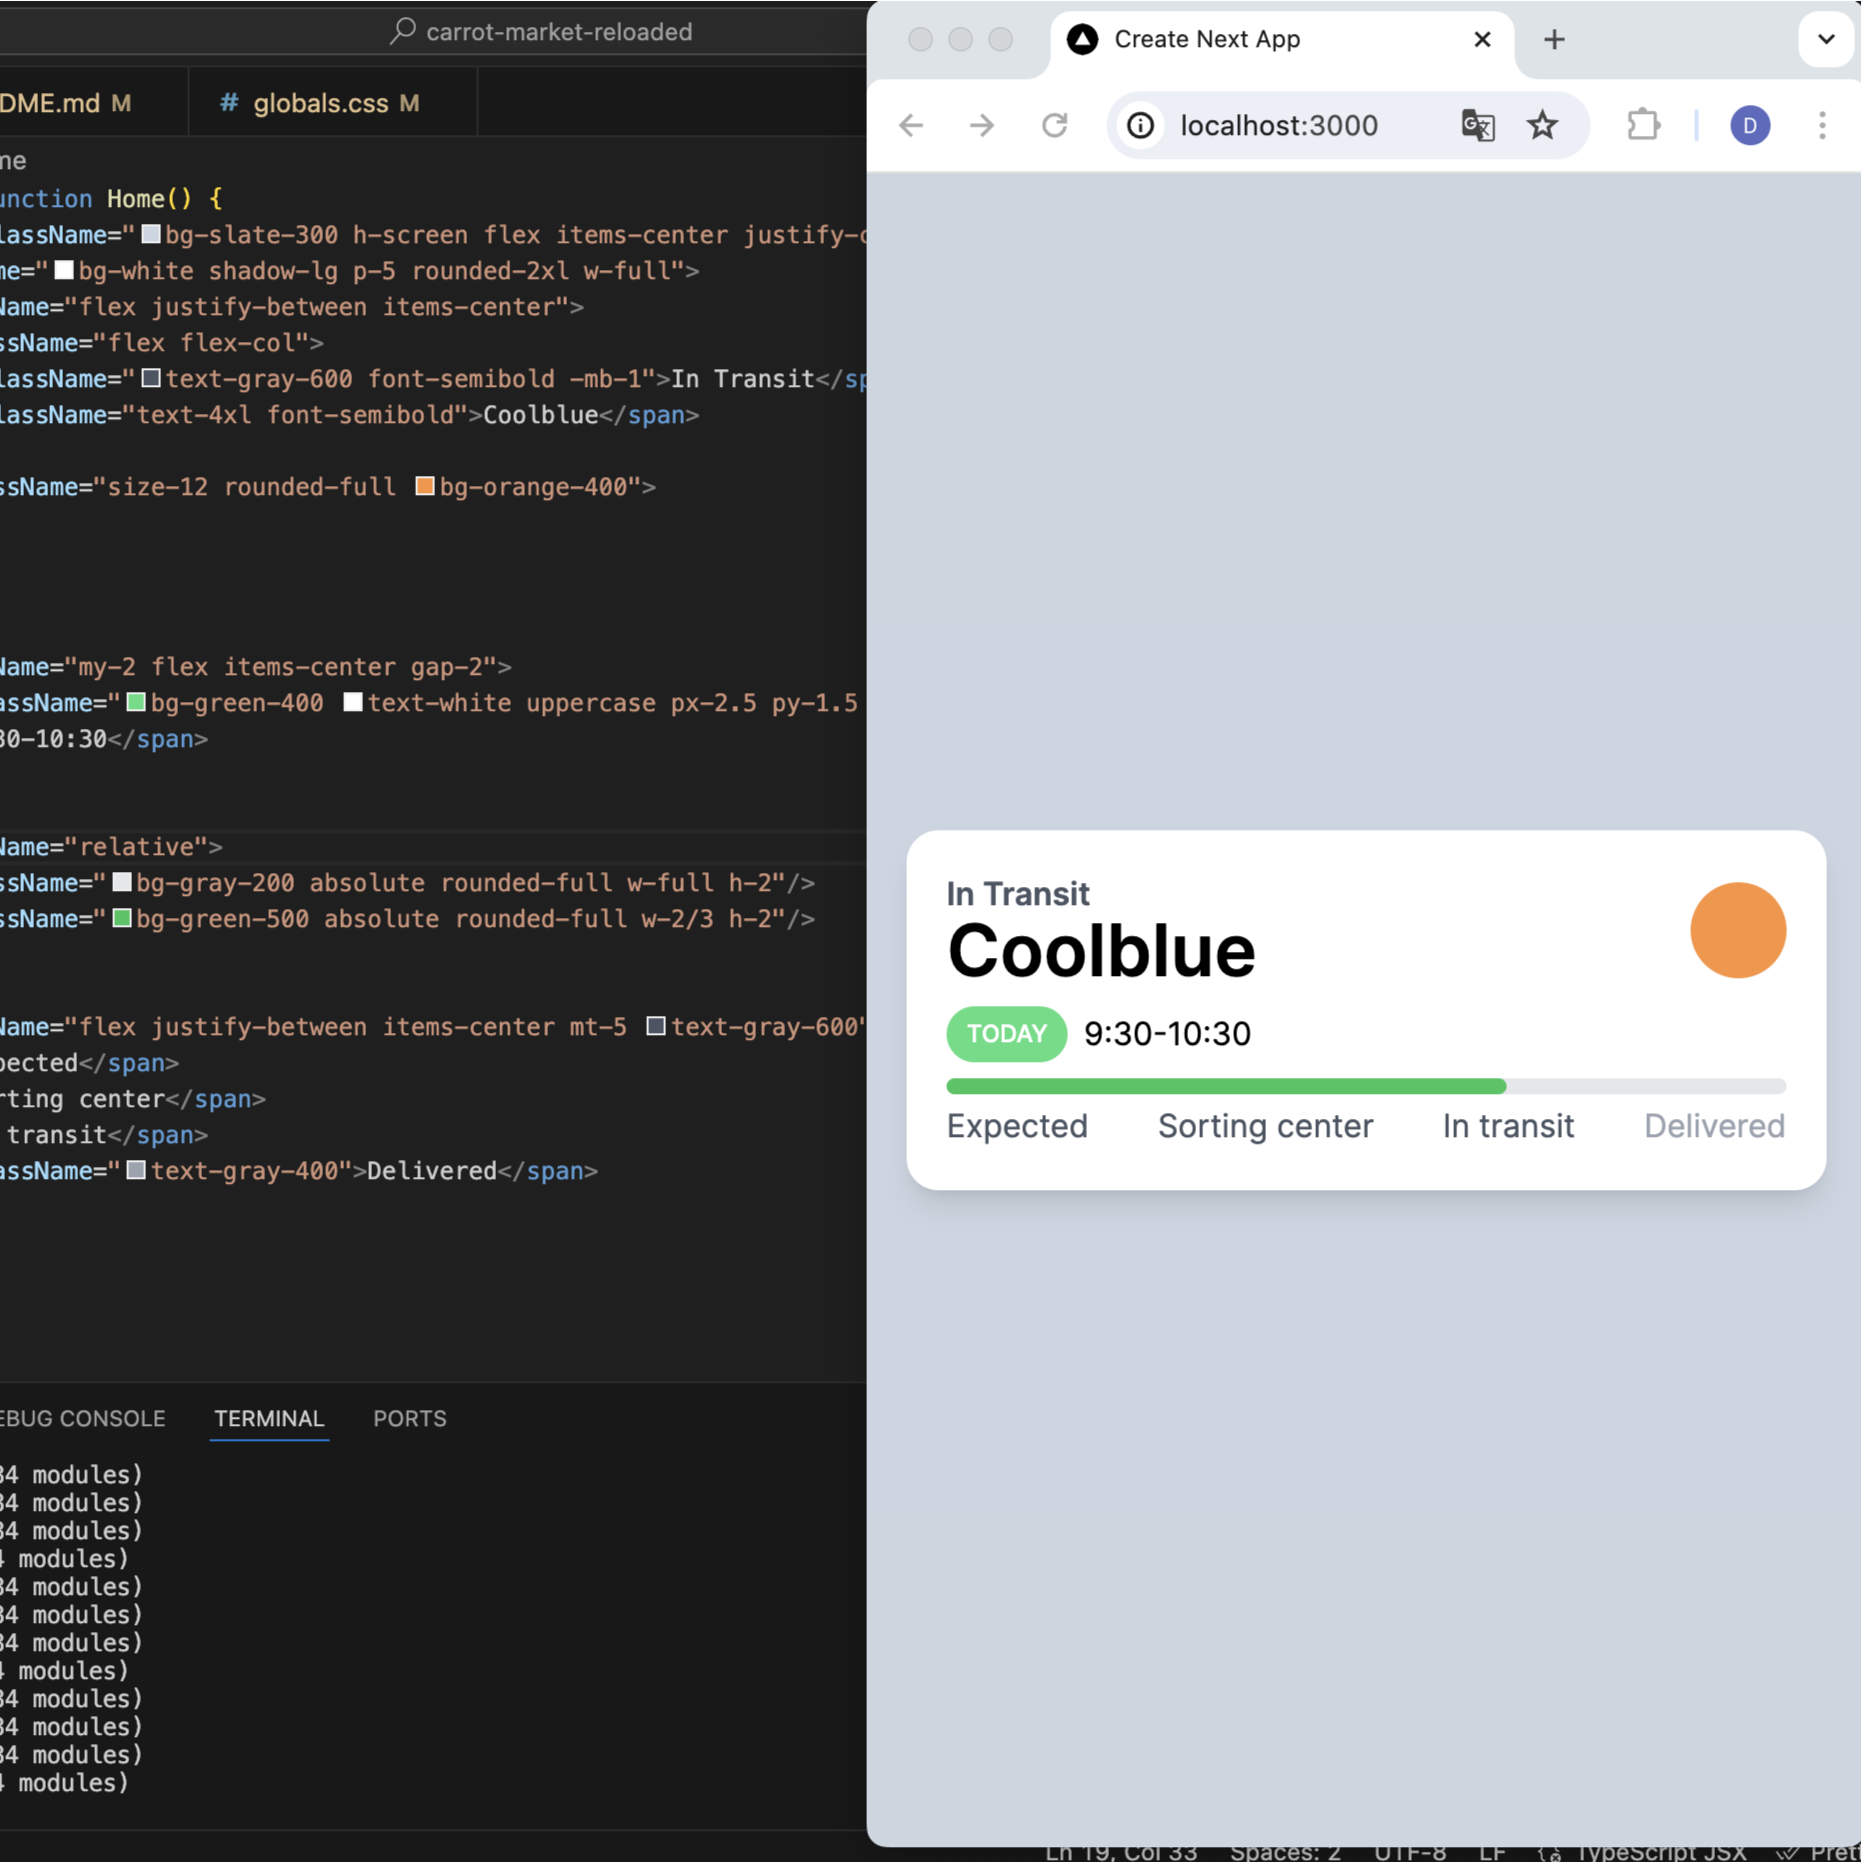 carrot-market-reloaded
DME.md M
# globals.css M
me
unction Home() {
lassName="bg-slate-300 h-screen flex items-center justify-c
me="bg-white shadow-lg p-5 rounded-2xl w-full">
Name="flex justify-between items-center">
ssName="flex flex-col">
lassName="text-gray-600 font-semibold -mb-1">In Transit</sp
lassName="text-4xl font-semibold">Coolblue</span>
ssName="size-12 rounded-full bg-orange-400">
Name="my-2 flex items-center gap-2">
assName="bg-green-400 text-white uppercase px-2.5 py-1.5
30-10:30</span>
Name="relative">
ssName="bg-gray-200 absolute rounded-full w-full h-2"/>
ssName="bg-green-500 absolute rounded-full w-2/3 h-2"/>
Name="flex justify-between items-center mt-5 text-gray-600"
pected</span>
rting center</span>
transit</span>
assName="text-gray-400">Delivered</span>
EBUG CONSOLE TERMINAL PORTS
34 modules)
34 modules)
34 modules)
4 modules)
34 modules)
34 modules)
34 modules)
4 modules)
34 modules)
34 modules)
34 modules)
4 modules)
Create Next App
localhost:3000
D
In Transit
Coolblue
TODAY 9:30-10:30
Expected Sorting center In transit Delivered
Ln 19, Col 33 Spaces: 2 UTF-8 LF TypeScript JSX Prett